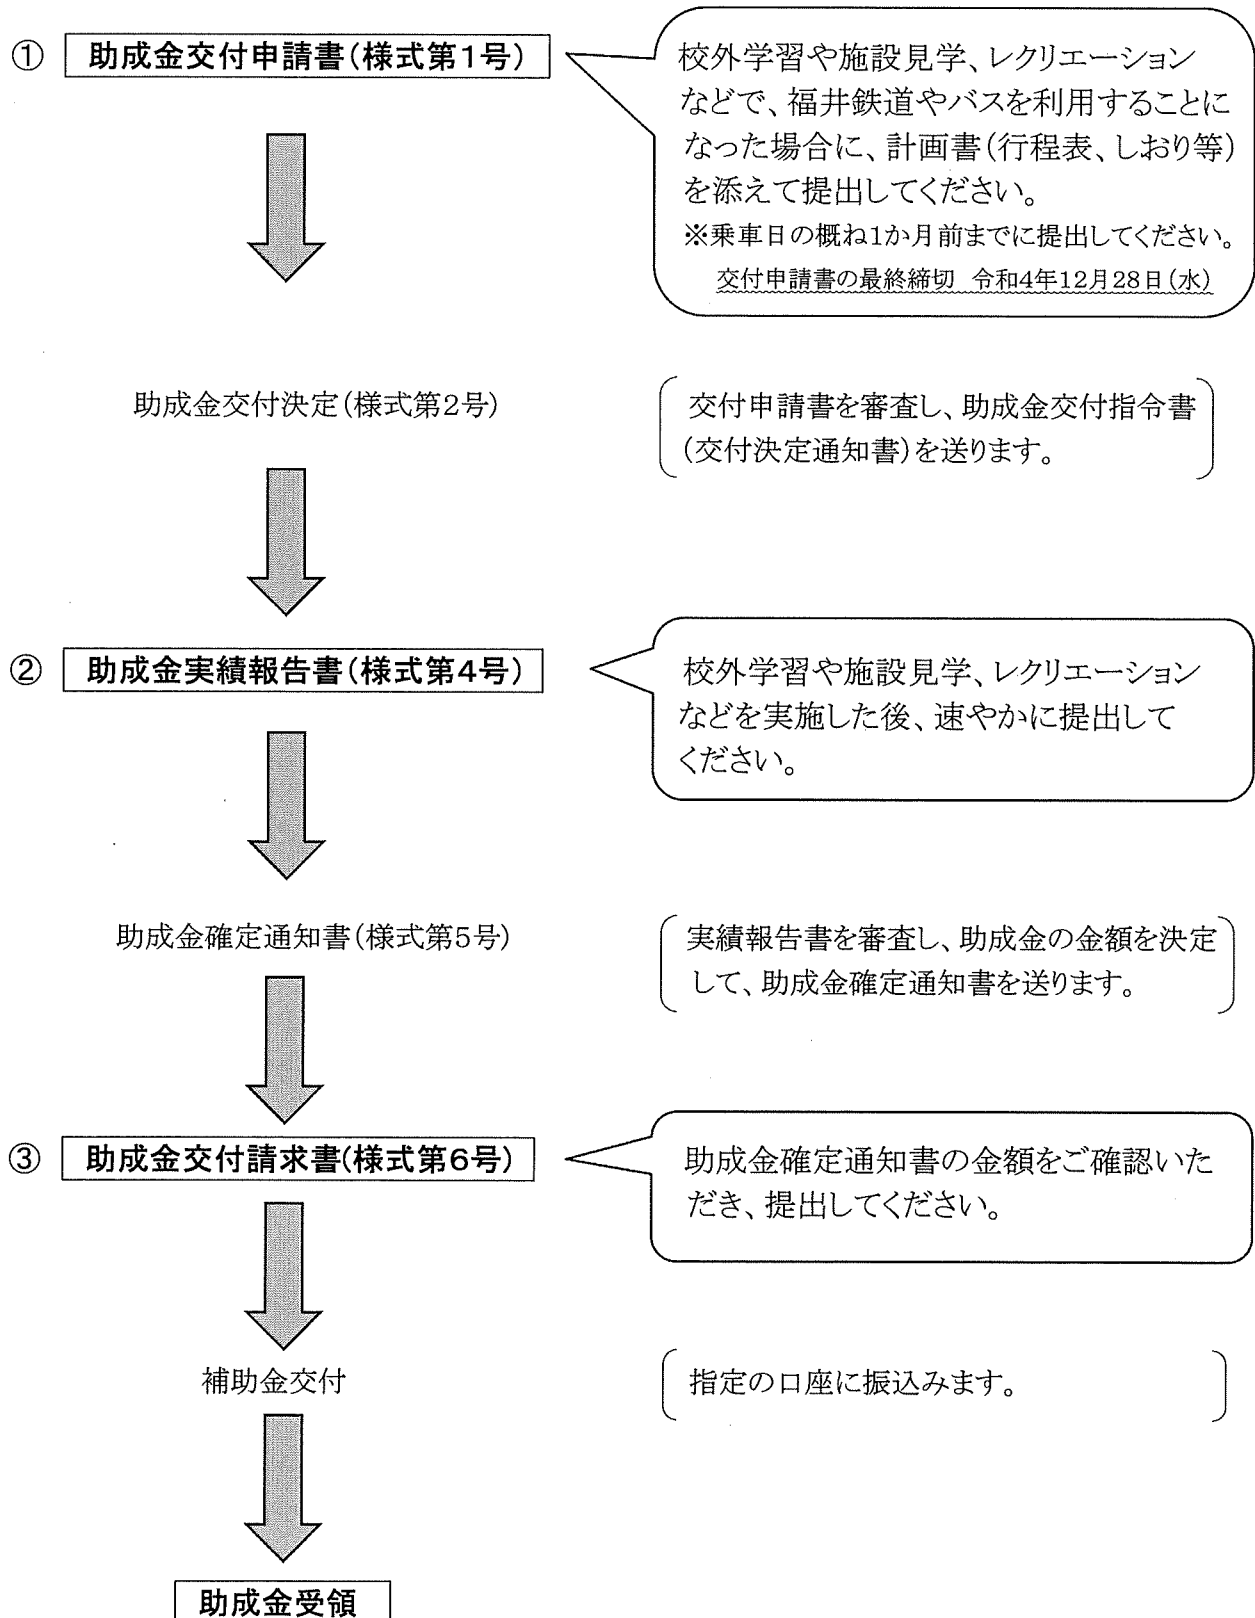 ① 助成金交付申請書(様式第1号)
校外学習や施設見学、レクリエーション
などで、福井鉄道やバスを利用することに
なった場合に、計画書(行程表、しおり等)
を添えて提出してください。
※乗車日の概ね1か月前までに提出してください。
交付申請書の最終締切 令和4年12月28日(水)
助成金交付決定(様式第2号)
交付申請書を審査し、助成金交付指令書
(交付決定通知書)を送ります。
② 助成金実績報告書(様式第4号)
校外学習や施設見学、レクリエーション
などを実施した後、速やかに提出して
ください。
助成金確定通知書(様式第5号)
実績報告書を審査し、助成金の金額を決定
して、助成金確定通知書を送ります。
③ 助成金交付請求書(様式第6号)
助成金確定通知書の金額をご確認いた
だき、提出してください。
補助金交付
指定の口座に振込みます。
助成金受領